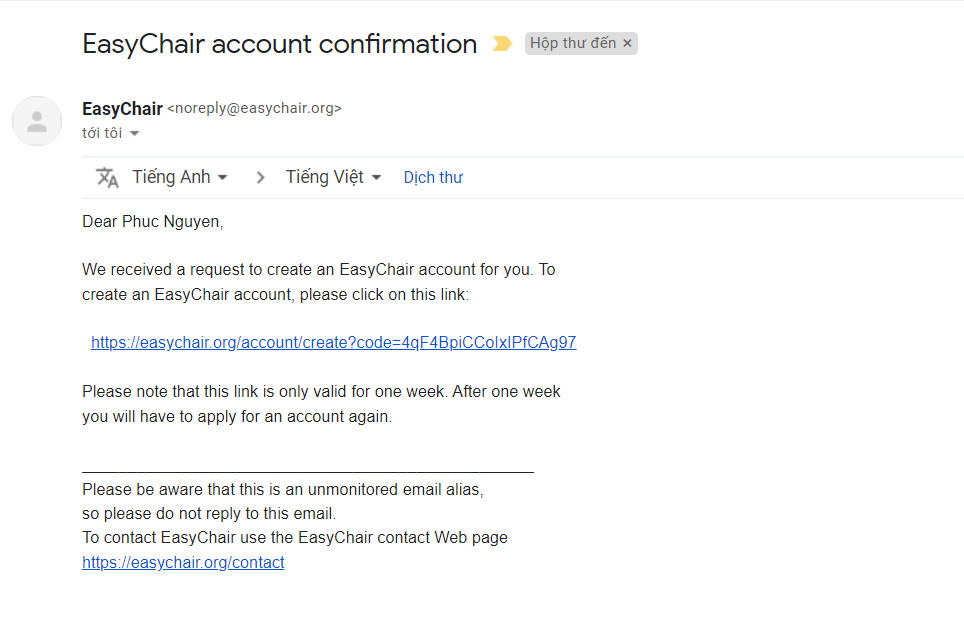 EasyChair account confirmation Hộp thư đến ×
EasyChair <noreply@easychair.org>
tới tôi
Tiếng Anh > Tiếng Việt Dịch thư
Dear Phuc Nguyen,
We received a request to create an EasyChair account for you. To
create an EasyChair account, please click on this link:
https://easychair.org/account/create?code=4qF4BpiCCoIxIPfCAg97
Please note that this link is only valid for one week. After one week
you will have to apply for an account again.
Please be aware that this is an unmonitored email alias,
so please do not reply to this email.
To contact EasyChair use the EasyChair contact Web page
https://easychair.org/contact